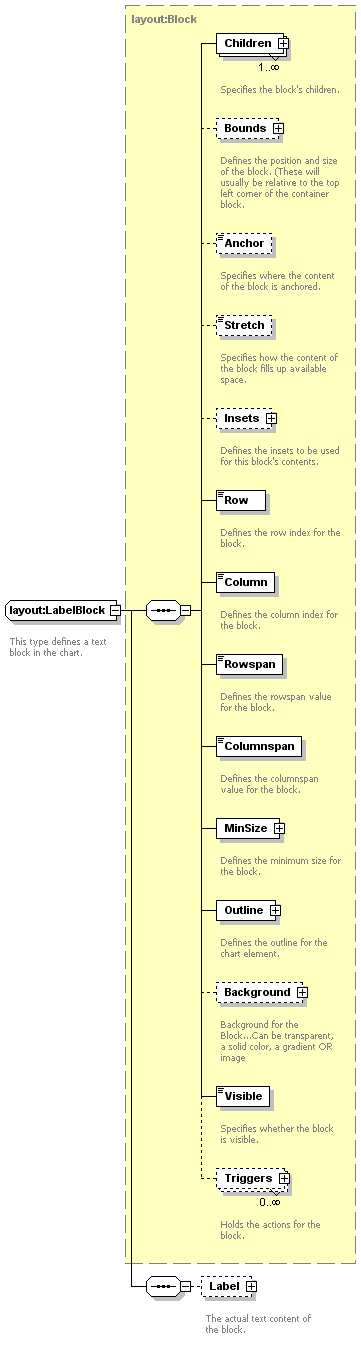 layout:Block
Children
1..∞
Specifies the block's children.
Bounds
Defines the position and size
of the block. (These will
usually be relative to the top
left corner of the container
block.
Anchor
Specifies where the content
of the block is anchored.
Stretch
Specifies how the content of
the block fills up available
space.
Insets
Defines the insets to be used
for this block's contents.
Row
Defines the row index for the
block.
Column
Defines the column index for
the block.
layout:LabelBlock
This type defines a text
block in the chart.
Rowspan
Defines the rowspan value
for the block.
Columnspan
Defines the columnspan
value for the block.
MinSize
Defines the minimum size for
the block.
Outline
Defines the outline for the
chart element.
Background
Background for the
Block...Can be transparent,
a solid color, a gradient OR
image
Visible
Specifies whether the block
is visible.
Triggers
0..∞
Holds the actions for the
block.
Label
The actual text content of
the block.